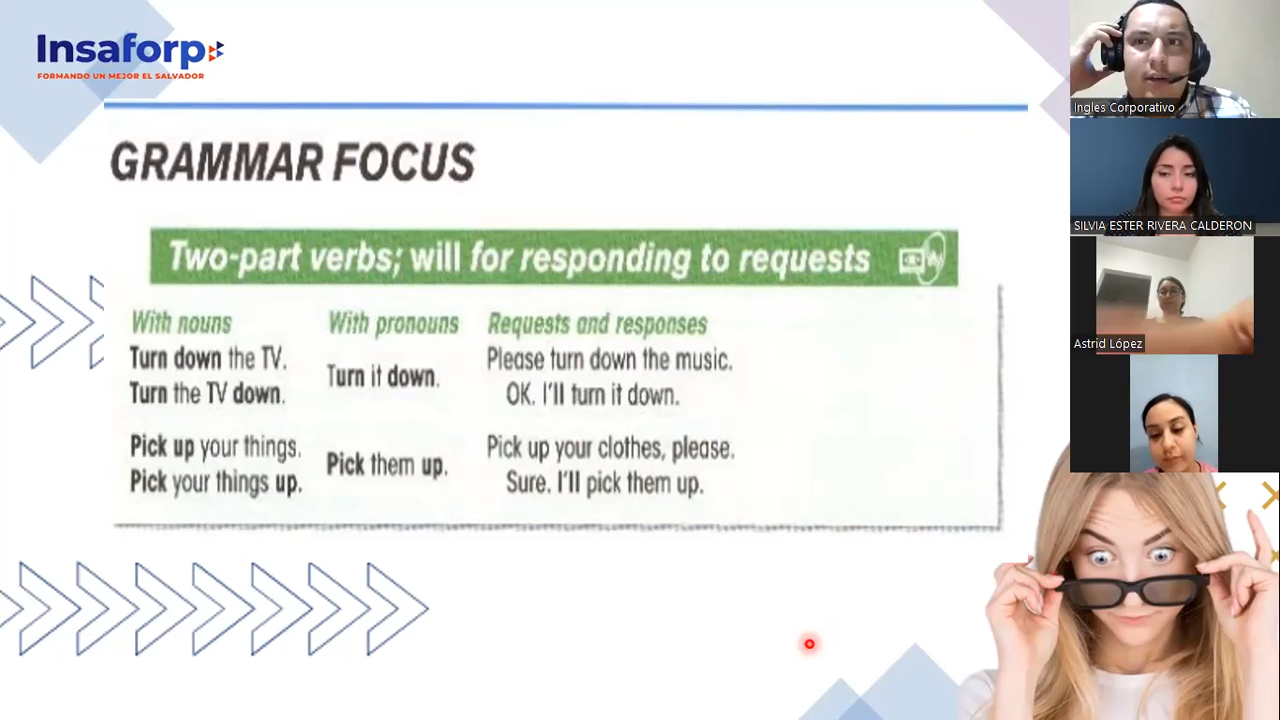 Insaforp
FORMANDO UN MEJOR EL SALVADOR
GRAMMAR FOCUS
Two-part verbs; will for responding to requests
With nouns
Turn down the TV.
Turn the TV down.
Pick up your things.
Pick your things up.
With pronouns
Turn it down.
Pick them up.
Requests and responses
Please turn down the music.
OK. I'll turn it down.
Pick up your clothes, please.
Sure. I'll pick them up.
Ingles Corporativo
SILVIA ESTER RIVERA CALDERON
Astrid López